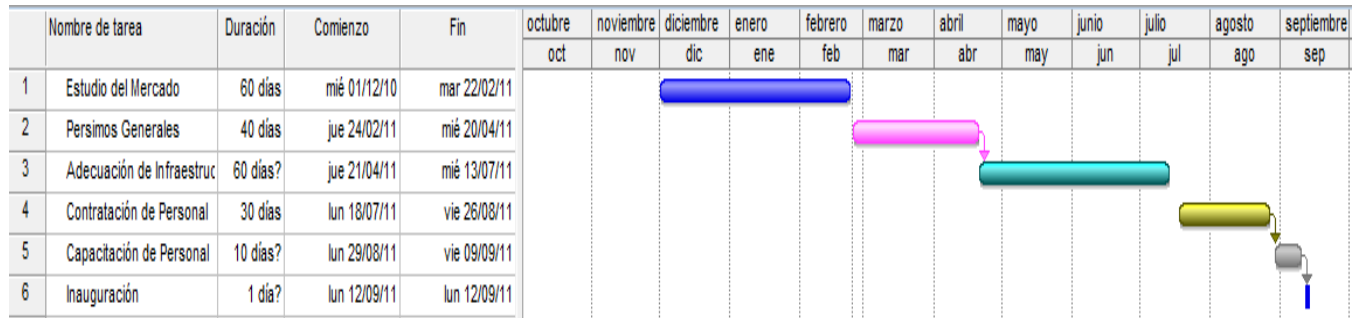 Nombre de tarea Duración Comienzo Fin octubre noviembre diciembre enero febrero marzo abril mayo junio julio agosto septiembre
oct nov dic ene feb mar abr may jun jul ago sep
1 Estudio del Mercado 60 días mié 01/12/10 mar 22/02/11
2 Persimos Generales 40 días jue 24/02/11 mié 20/04/11
3 Adecuación de Infraestruc 60 días? jue 21/04/11 mié 13/07/11
4 Contratación de Personal 30 días lun 18/07/11 vie 26/08/11
5 Capacitación de Personal 10 días? lun 29/08/11 vie 09/09/11
6 Inauguración 1 día? lun 12/09/11 lun 12/09/11